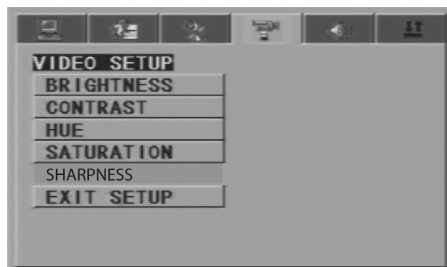 VIDEO SETUP
BRIGHTNESS
CONTRAST
HUE
SATURATION
SHARPNESS
EXIT SETUP